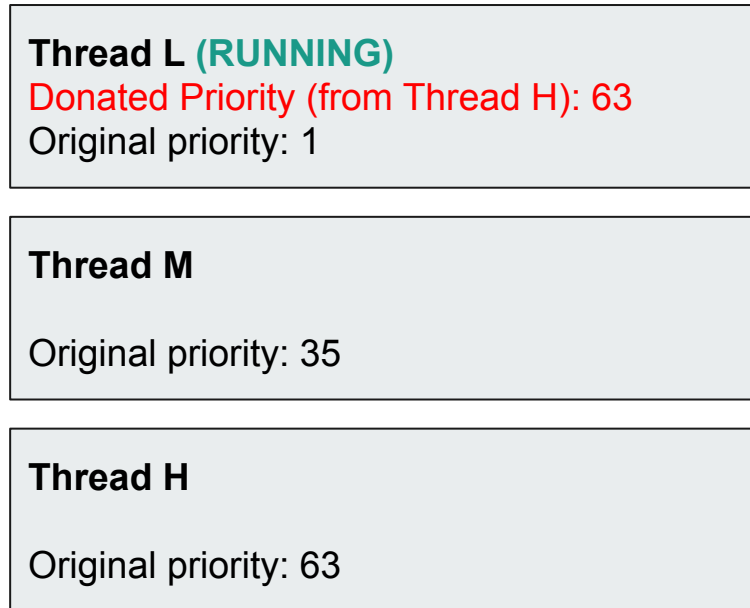 Thread L (RUNNING)
Donated Priority (from Thread H): 63
Original priority: 1
Thread M
Original priority: 35
Thread H
Original priority: 63